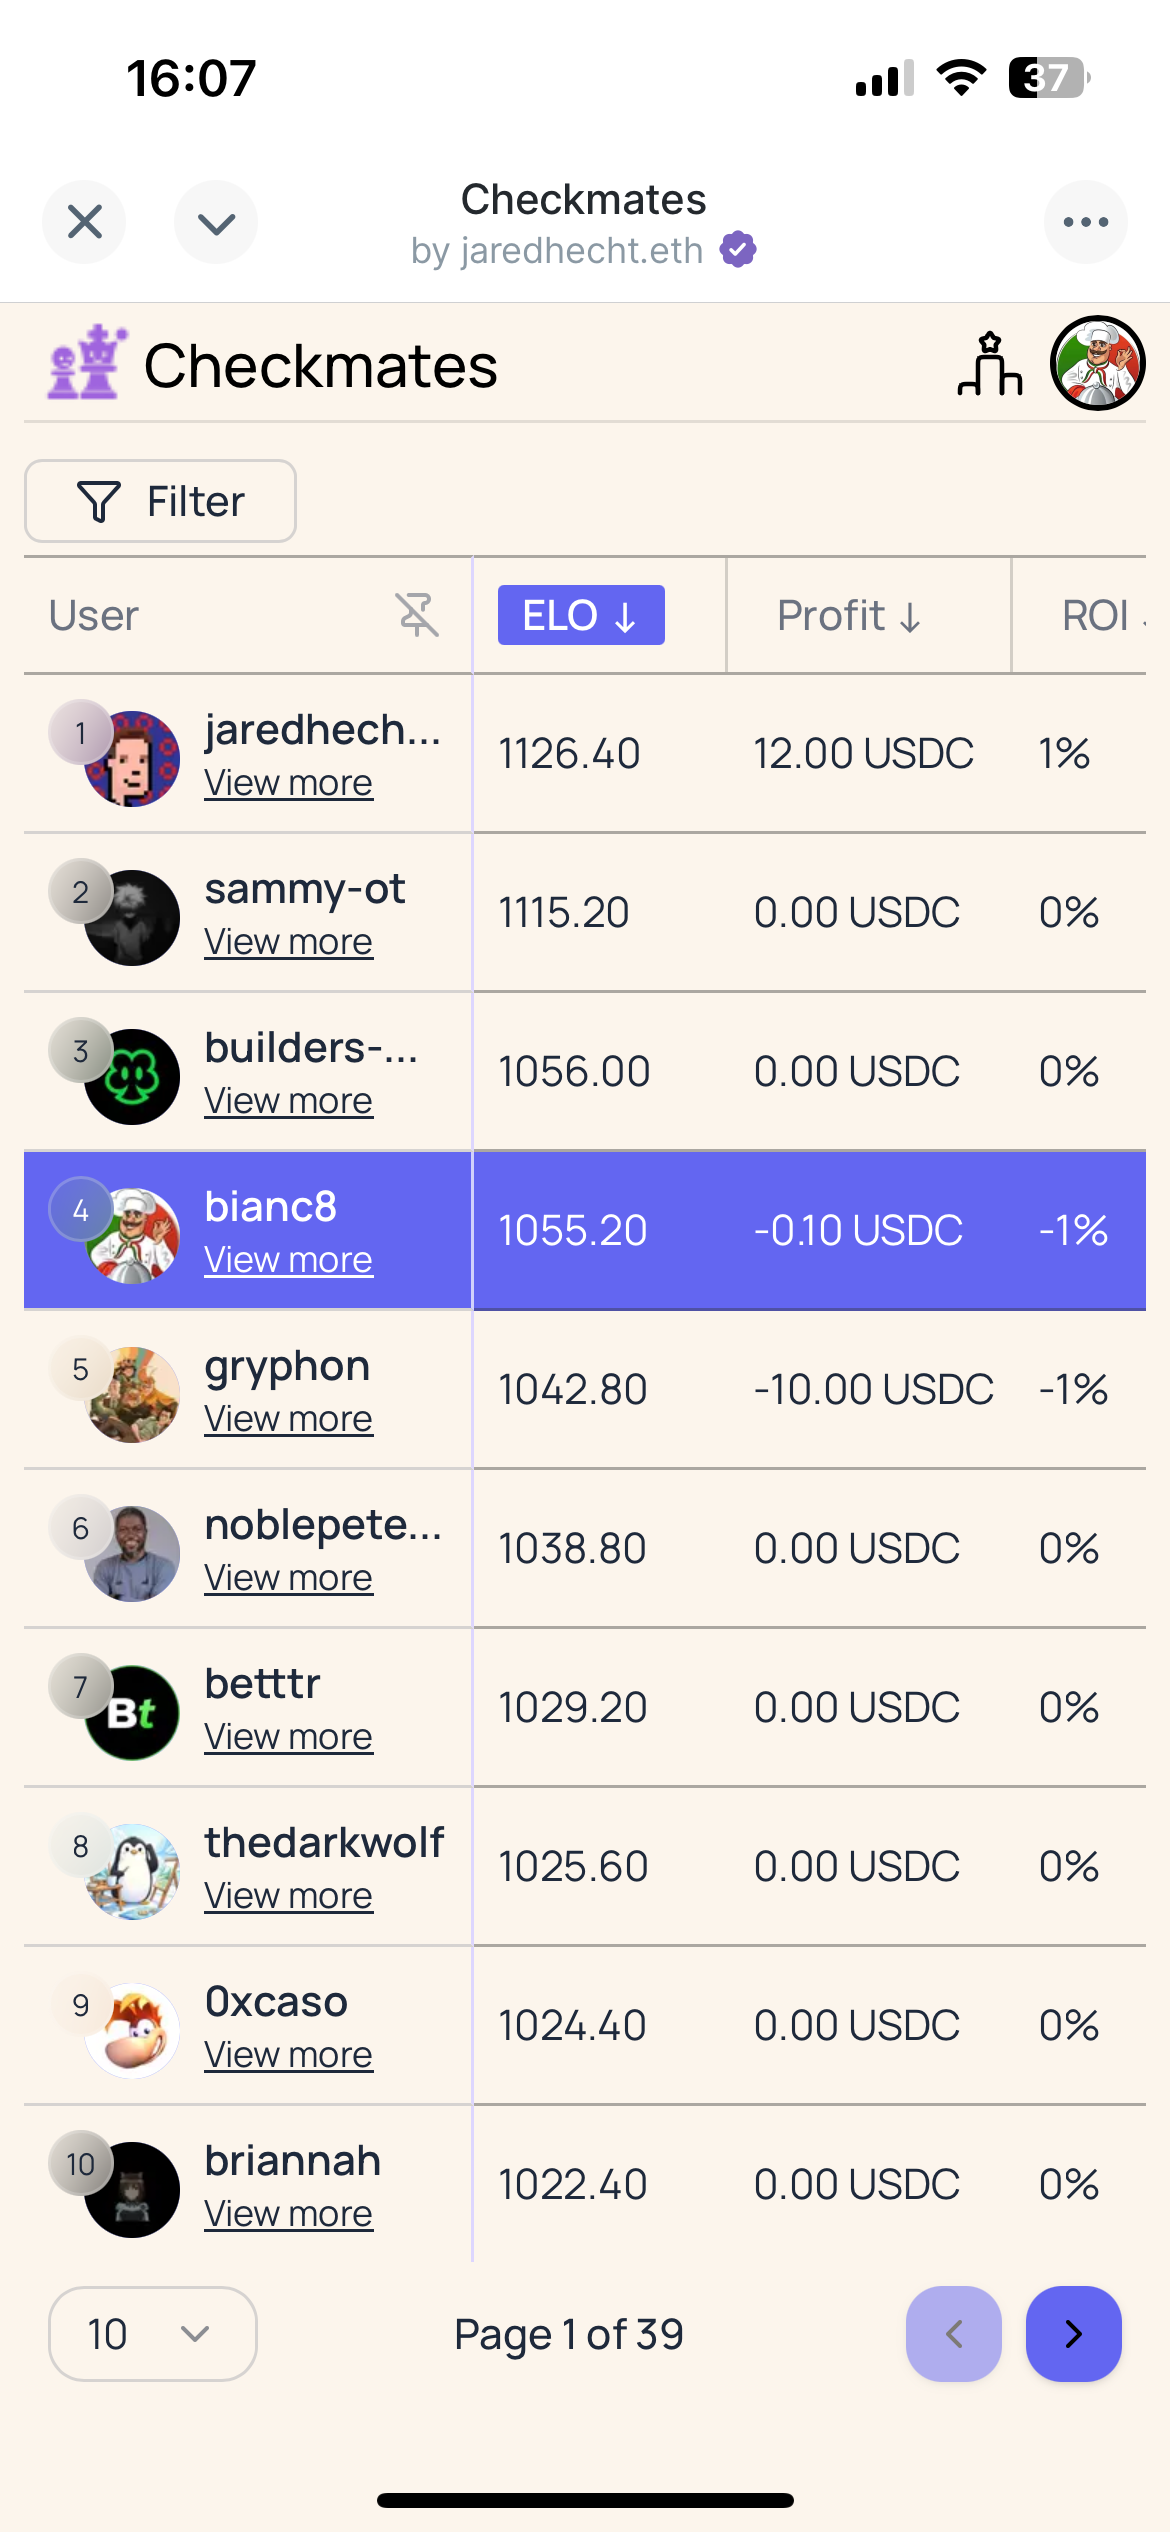 16:07
37
Checkmates
by jaredhecht.eth
Checkmates
Filter
User ELO ↓ Profit ↓ ROI
1 jaredhech... 1126.40 12.00 USDC 1%
View more
2 sammy-ot 1115.20 0.00 USDC 0%
View more
3 builders-... 1056.00 0.00 USDC 0%
View more
4 bianc8 1055.20 -0.10 USDC -1%
View more
5 gryphon 1042.80 -10.00 USDC -1%
View more
6 noblepete... 1038.80 0.00 USDC 0%
View more
7 Bt betttr 1029.20 0.00 USDC 0%
View more
8 thedarkwolf 1025.60 0.00 USDC 0%
View more
9 0xcaso 1024.40 0.00 USDC 0%
View more
10 briannah 1022.40 0.00 USDC 0%
View more
10 Page 1 of 39